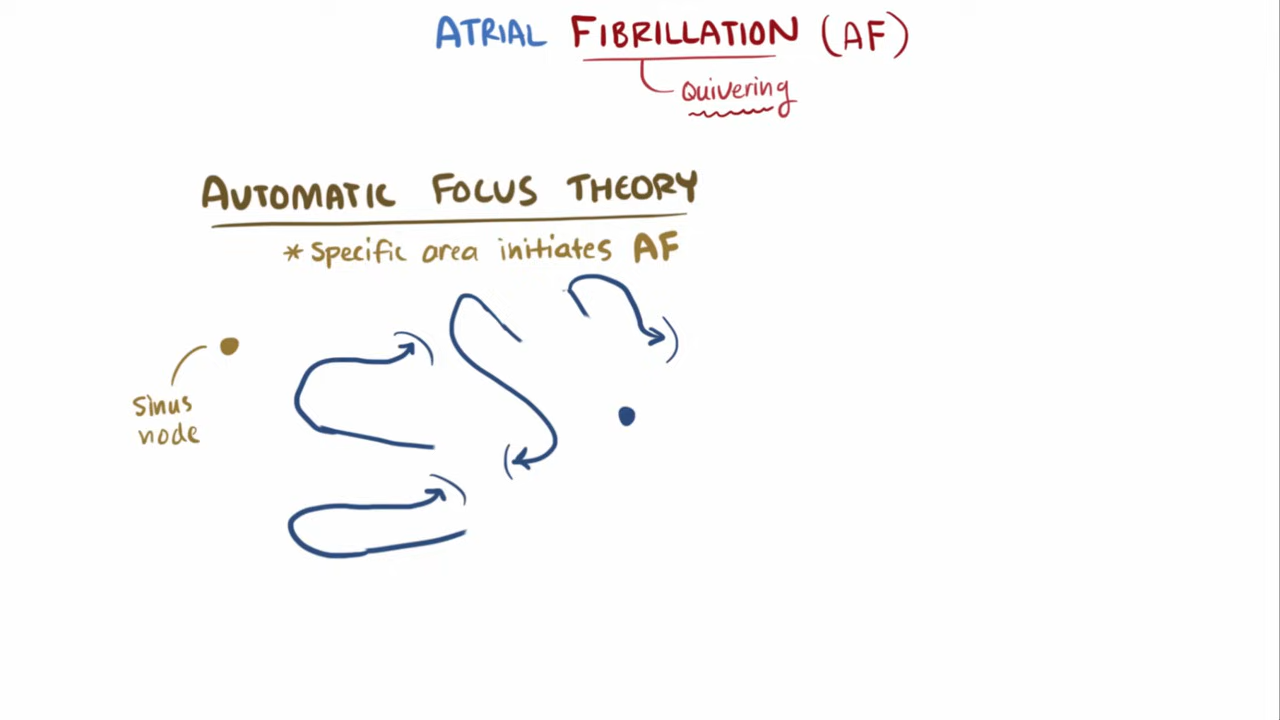 ATRIAL FIBRILLATION (AF)
Quivering
AUTOMATIC FOCUS THEORY
* Specific area initiates AF
Sinus
node